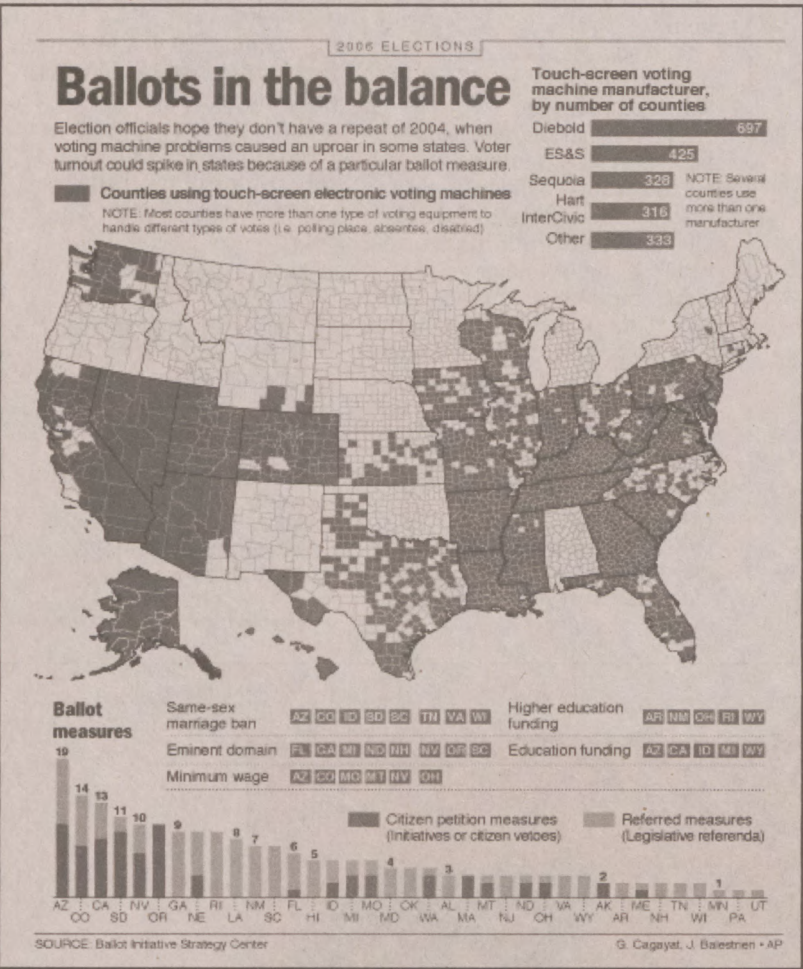 2006 ELECTIONS
Ballots in the balance
Election officials hope they don't have a repeat of 2004, when
voting machine problems caused an uproar in some states. Voter
turnout could spike in states because of a particular ballot measure.
Counties using touch-screen electronic voting machines
NOTE: Most counties have more than one type of voting equipment to
handle different types of votes (i.e. polling place, absentee, disabled)
Touch-screen voting
machine manufacturer,
by number of counties
Diebold 697
ES&S 425
Sequoia 328
Hart
InterCivic 316
Other 333
NOTE: Several
counties use
more than one
manufacturer
Ballot
measures
Same-sex
marriage ban
AZ CO ID SD SC TN VA WI
Eminent domain FL GA MI ND NH NV OR SC
Minimum wage AZ CO MO MT NV OH
Higher education
funding
AR NM OH RI WY
Education funding AZ CA ID MI WY
Citizen petition measures
(Initiatives or citizen vetoes)
Referred measures
(Legislative referenda)
19
14
13
11
10
9
8
7
6
5
4
3
2
1
AZ CA NV GA RI NM FL ID MO OK AL MT ND VA AK ME TN MN UT
CO SD OR NE LA SC HI MI MD WA MA NJ OH WY AR NH WI PA
SOURCE: Ballot Initiative Strategy Center
G. Cagayat, J. Balestrieri • AP